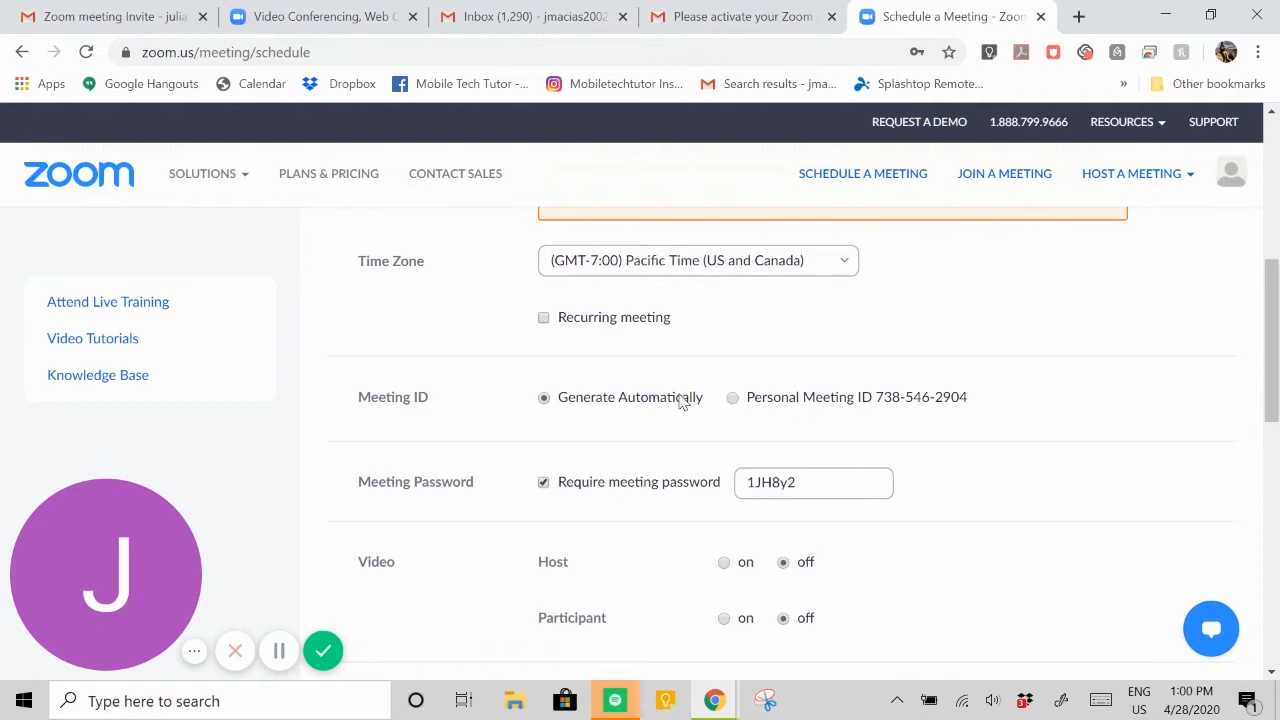 Zoom meeting Invite - julia
Video Conferencing, Web C
Inbox (1,290) - jmacias2002
Please activate your Zoom
Schedule a Meeting - Zoom
zoom.us/meeting/schedule
Apps
Google Hangouts
Calendar
Dropbox
Mobile Tech Tutor -...
Mobiletechtutor Ins...
Search results - jma...
Splashtop Remote...
»
Other bookmarks
REQUEST A DEMO
1.888.799.9666
RESOURCES
SUPPORT
zoom
SOLUTIONS
PLANS & PRICING
CONTACT SALES
SCHEDULE A MEETING
JOIN A MEETING
HOST A MEETING
Attend Live Training
Video Tutorials
Knowledge Base
Time Zone
(GMT-7:00) Pacific Time (US and Canada)
Recurring meeting
Meeting ID
Generate Automatically
Personal Meeting ID 738-546-2904
Meeting Password
Require meeting password
1JH8y2
Video
Host
on
off
Participant
on
off
J
Type here to search
ENG
US
1:00 PM
4/28/2020